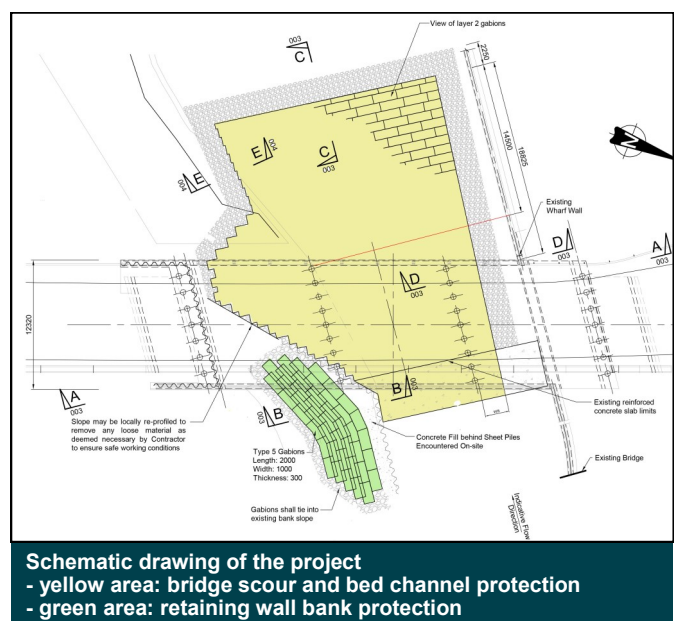 View of layer 2 gabions
003
C
2250
14500
18825
E
004
C
003
E
004
N
Existing
Wharf Wall
D
003
A
003
D
003
12320
A
003
B
003
B
003
Slope may be locally re-profiled to
remove any loose material as
deemed necessary by Contractor
to ensure safe working conditions
Type 5 Gabions
Length: 2000
Width: 1000
Thickness: 300
Gabions shall tie into
existing bank slope
Concrete Fill behind Sheet Piles
Encountered On-site
Existing reinforced
concrete slab limits
Existing Bridge
Indicative Flow
Direction
Schematic drawing of the project
- yellow area: bridge scour and bed channel protection
- green area: retaining wall bank protection